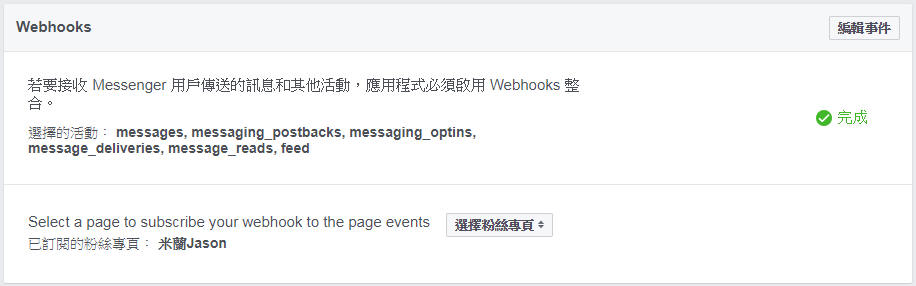 Webhooks
編輯事件
若要接收 Messenger 用戶傳送的訊息和其他活動，應用程式必須啟用 Webhooks 整
合。
完成
選擇的活動： messages, messaging_postbacks, messaging_optins,
message_deliveries, message_reads, feed
Select a page to subscribe your webhook to the page events
選擇粉絲專頁
已訂閱的粉絲專頁： 米蘭Jason